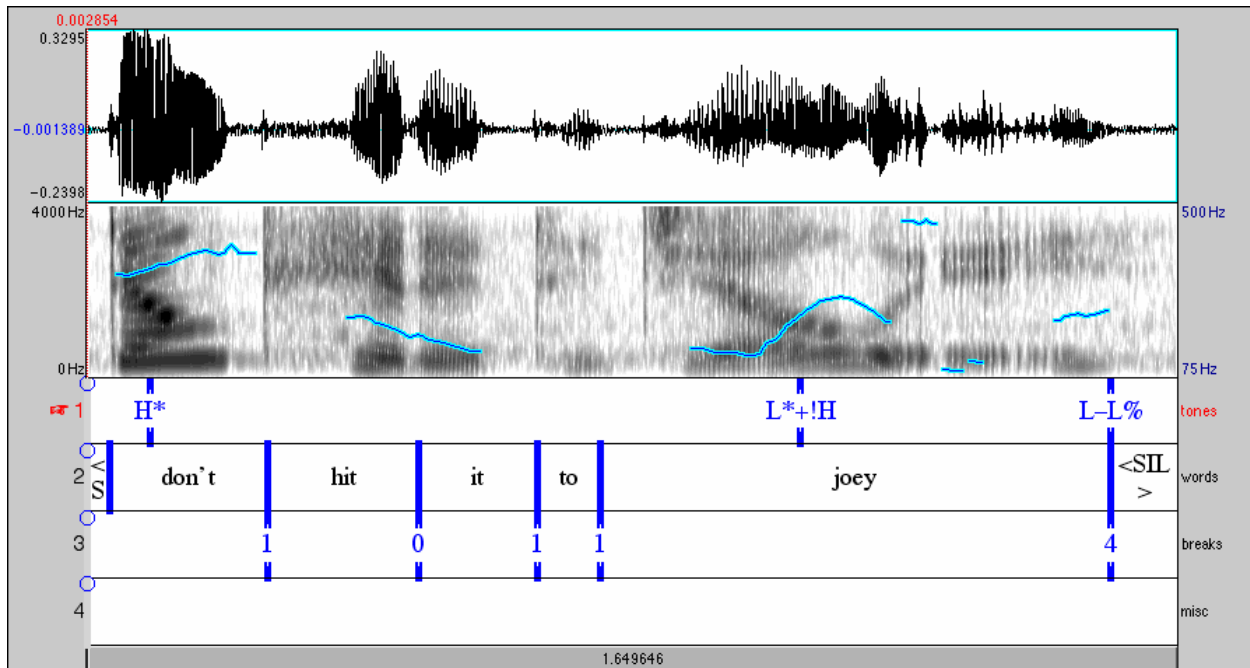 0.002854
0.3295
-0.001389
-0.2398
4000 Hz 500 Hz
0 Hz 75 Hz
1 H* L*+!H L-L% tones
2 <S don't hit it to joey <SIL> words
3 1 0 1 1 4 breaks
4 misc
1.649646